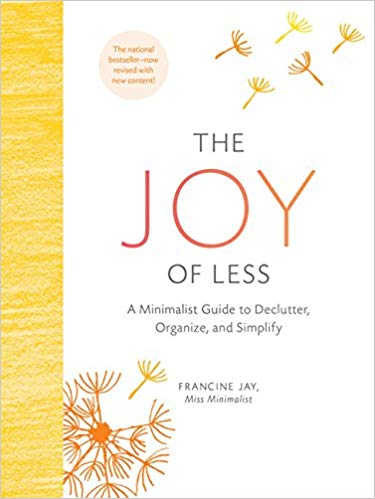 The national
bestseller—now
revised with
new content!
THE
JOY
OF LESS
A Minimalist Guide to Declutter,
Organize, and Simplify
FRANCINE JAY,
Miss Minimalist